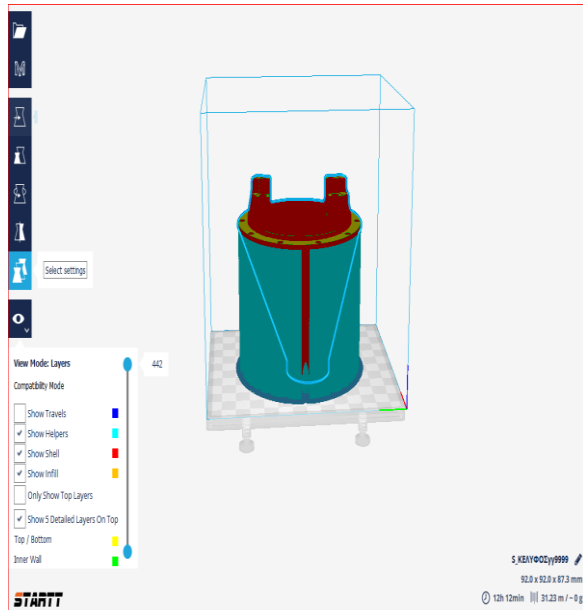 Select settings
View Mode: Layers
442
Compatibility Mode
Show Travels
Show Helpers
Show Shell
Show Infill
Only Show Top Layers
Show 5 Detailed Layers On Top
Top / Bottom
Inner Wall
STARTT
S_ΚΕΛΥΦΟΣγγ9999
92.0 x 92.0 x 87.3 mm
12h 12min 31.23 m / ~ 0 g